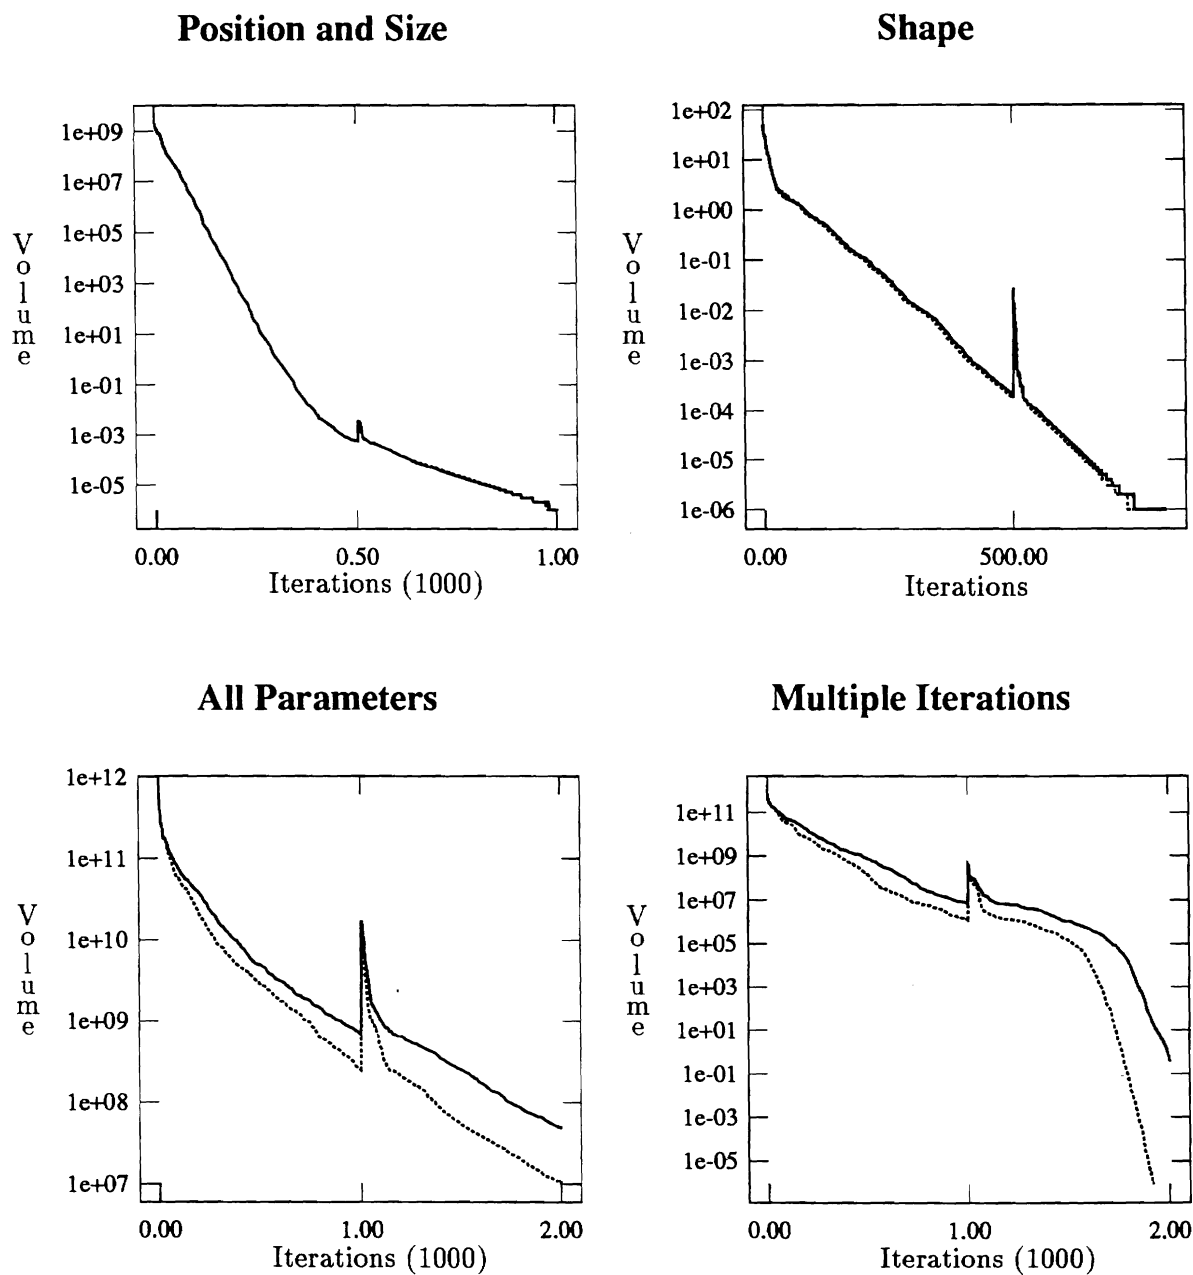 Position and Size
1e+09
1e+07
1e+05
1e+03
1e+01
1e-01
1e-03
1e-05
Volume
0.00 0.50 1.00
Iterations (1000)
Shape
1e+02
1e+01
1e+00
1e-01
1e-02
1e-03
1e-04
1e-05
1e-06
Volume
0.00 500.00
Iterations
All Parameters
1e+12
1e+11
1e+10
1e+09
1e+08
1e+07
Volume
0.00 1.00 2.00
Iterations (1000)
Multiple Iterations
1e+11
1e+09
1e+07
1e+05
1e+03
1e+01
1e-01
1e-03
1e-05
Volume
0.00 1.00 2.00
Iterations (1000)